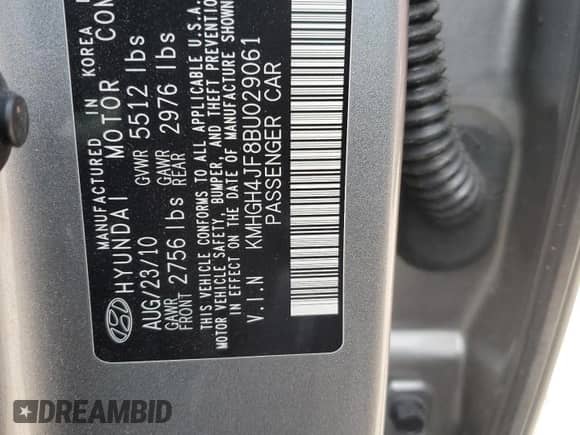 MANUFACTURED IN KOREA
HYUNDAI MOTOR COM
AUG/23/10 GVWR 5512 lbs
GAWR FRONT 2756 lbs GAWR REAR 2976 lbs
THIS VEHICLE CONFORMS TO ALL APPLICABLE U.S.A.
MOTOR VEHICLE SAFETY, BUMPER, AND THEFT PREVENTION
IN EFFECT ON THE DATE OF MANUFACTURE SHOWN
V.I.N KMHGH4JF8BU029061
PASSENGER CAR
DREAMBID